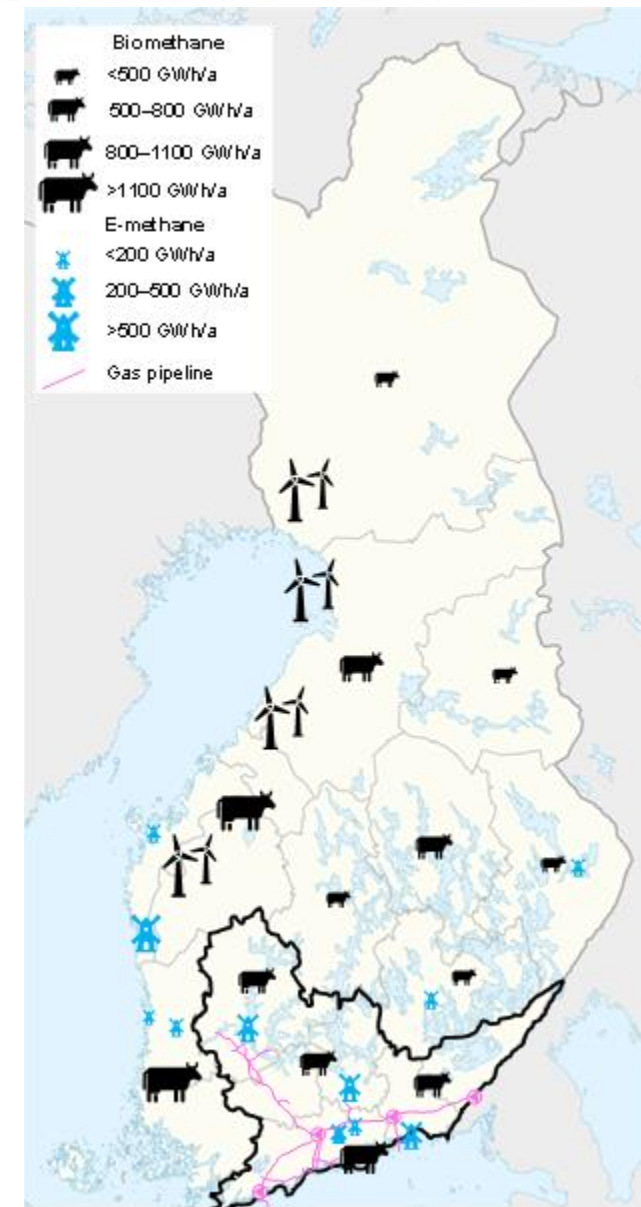 Biomethane
<500 GWh/a
500–800 GWh/a
800–1100 GWh/a
>1100 GWh/a
E-methane
<200 GWh/a
200–500 GWh/a
>500 GWh/a
Gas pipeline